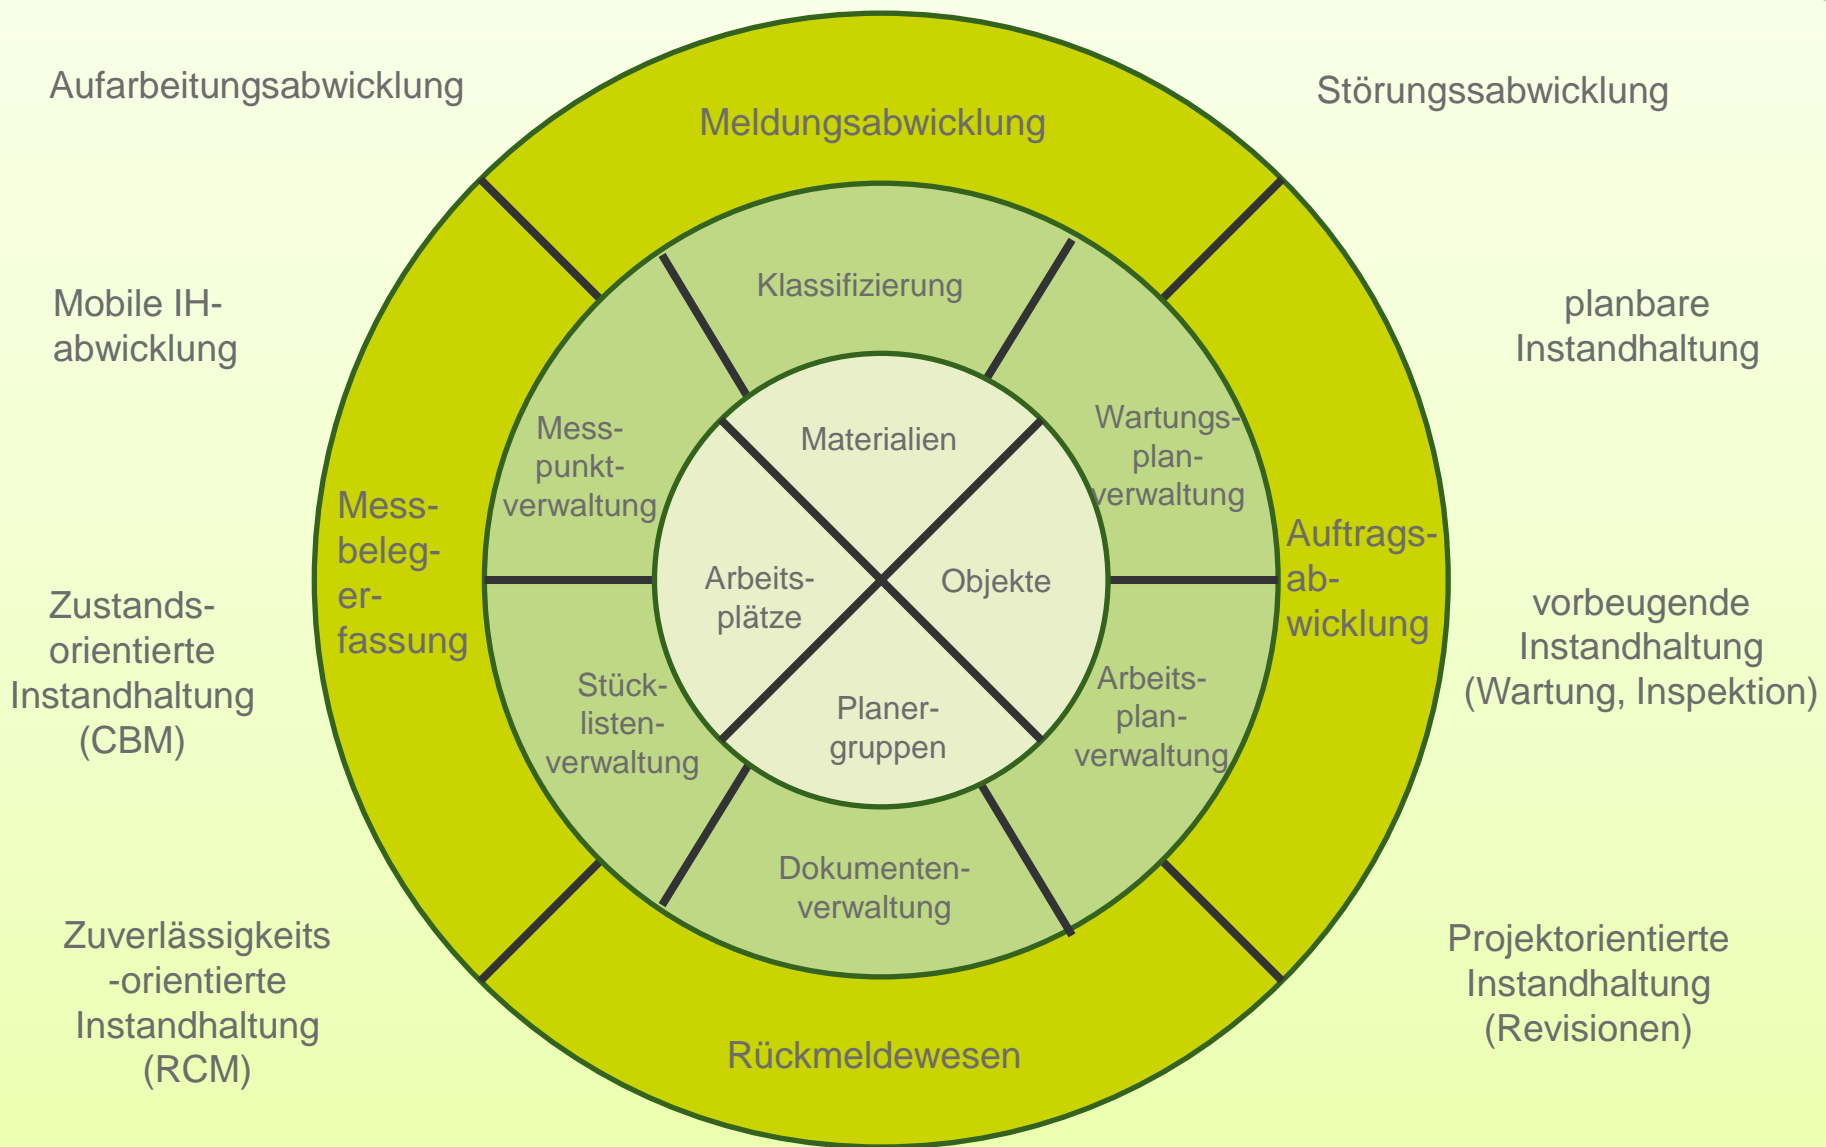 Aufarbeitungsabwicklung
Störungssabwicklung
Meldungsabwicklung
Mobile IH-
abwicklung
planbare
Instandhaltung
Klassifizierung
Mess-
punkt-
verwaltung
Materialien
Wartungs-
plan-
verwaltung
Mess-
beleg-
er-
fassung
Arbeits-
plätze
Objekte
Auftrags-
ab-
wicklung
Zustands-
orientierte
Instandhaltung
(CBM)
vorbeugende
Instandhaltung
(Wartung, Inspektion)
Stück-
listen-
verwaltung
Planer-
gruppen
Arbeits-
plan-
verwaltung
Dokumenten-
verwaltung
Zuverlässigkeits
-orientierte
Instandhaltung
(RCM)
Projektorientierte
Instandhaltung
(Revisionen)
Rückmeldewesen